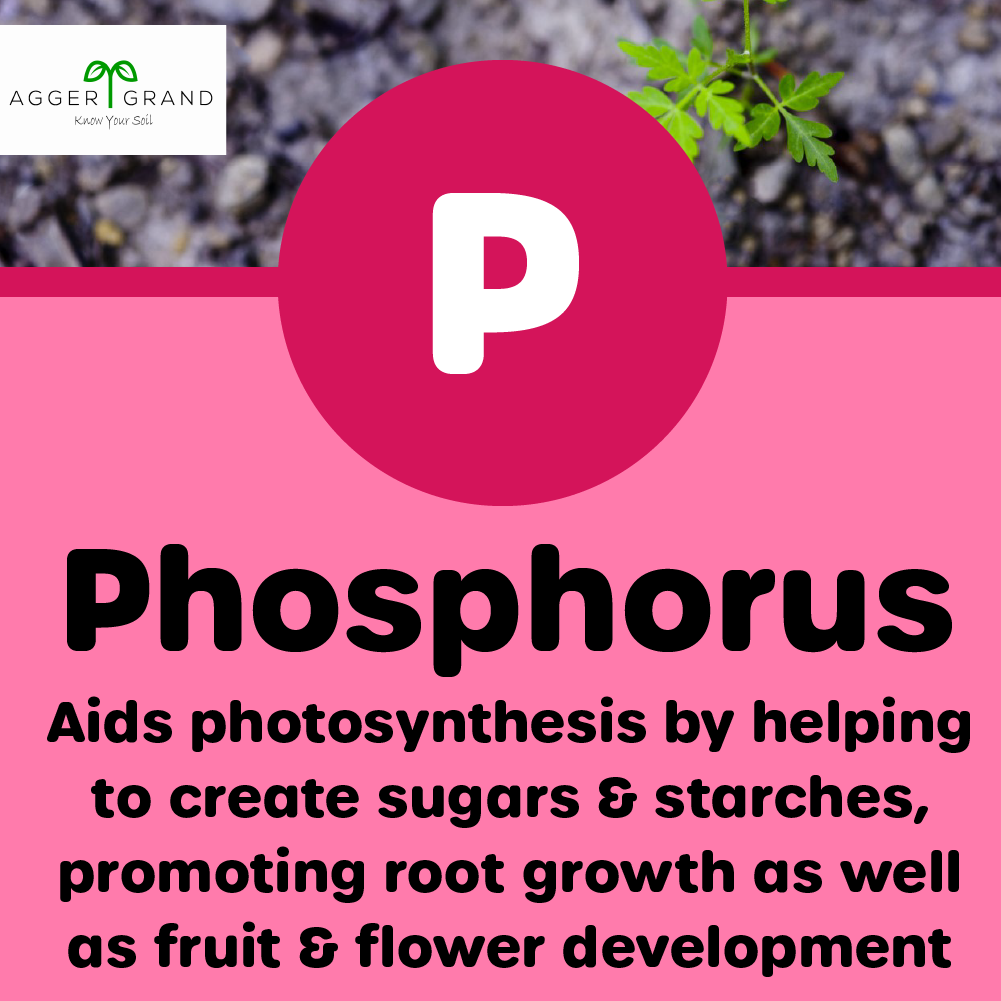 AGGER GRAND
Know Your Soil
P
Phosphorus
Aids photosynthesis by helping
to create sugars & starches,
promoting root growth as well
as fruit & flower development